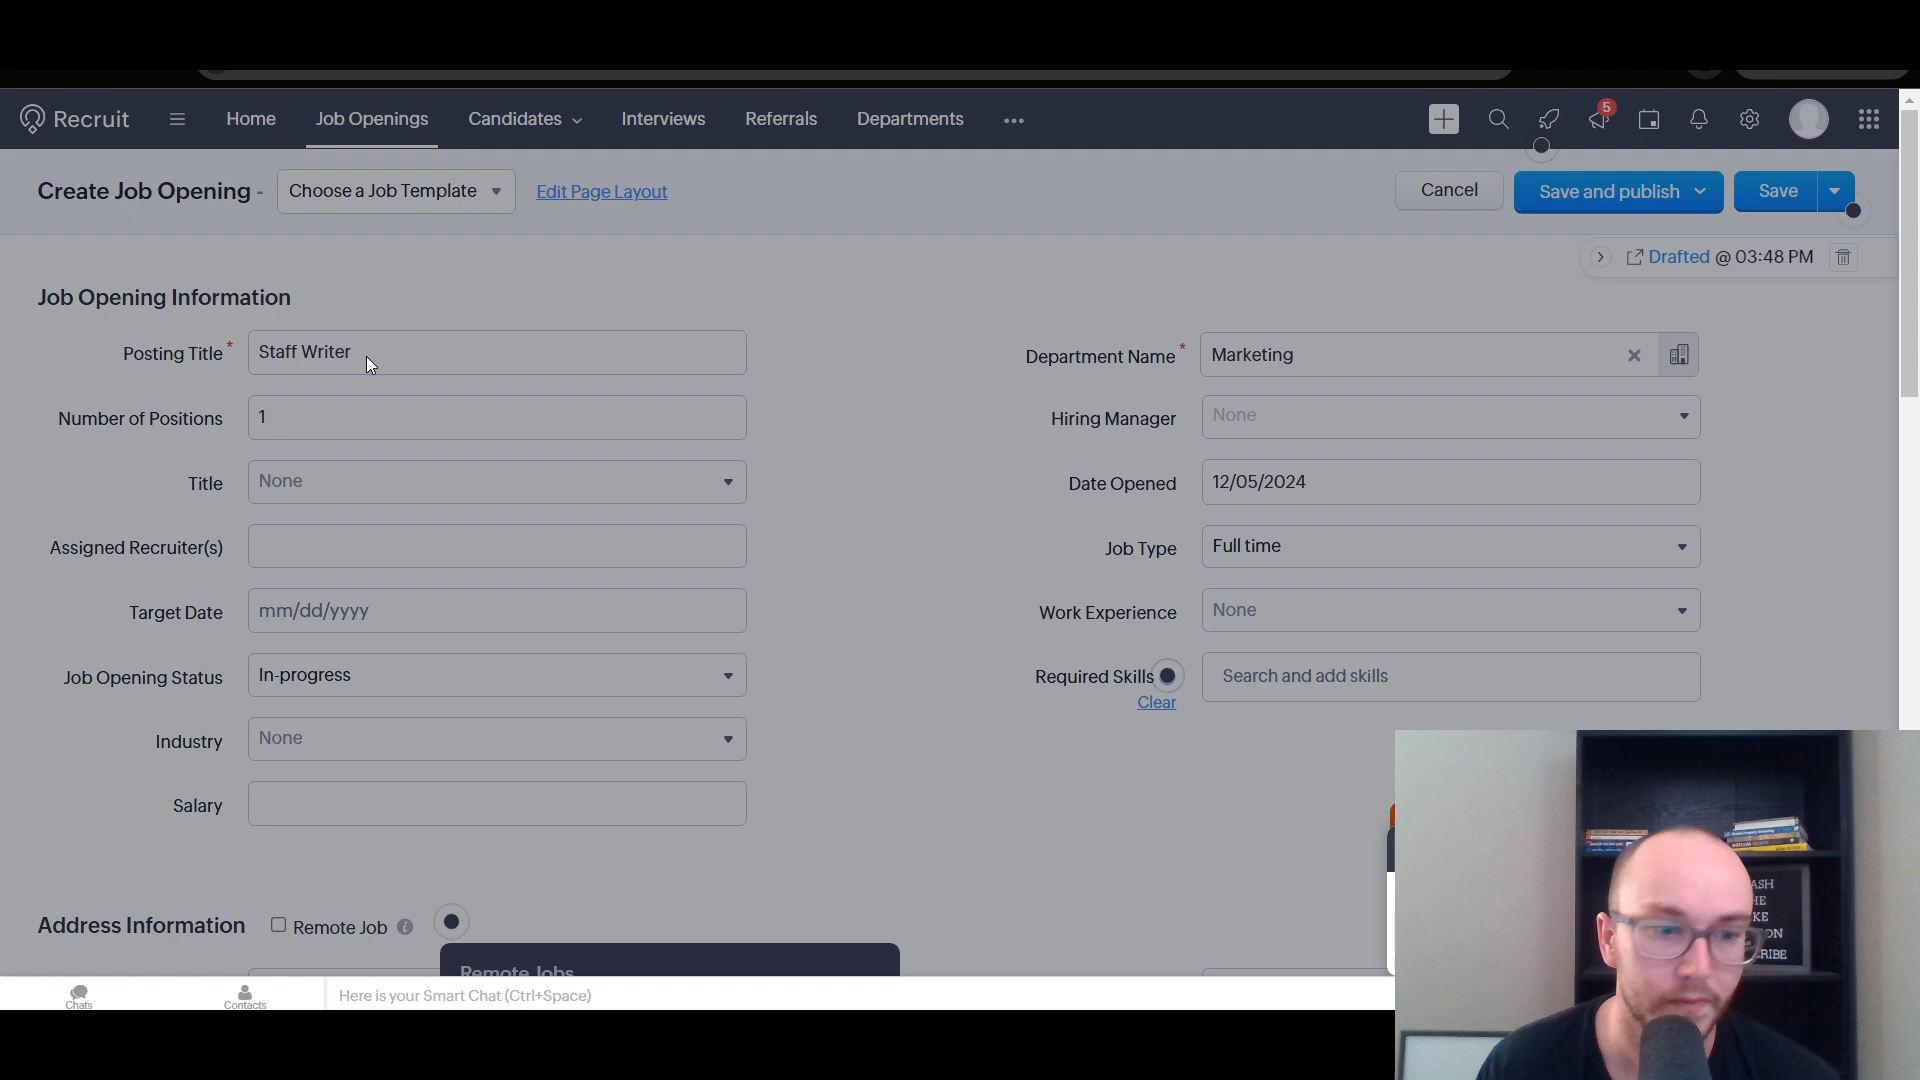 Recruit
Home
Job Openings
Candidates
Interviews
Referrals
Departments
5
Create Job Opening -
Choose a Job Template
Edit Page Layout
Cancel
Save and publish
Save
Drafted @ 03:48 PM
Job Opening Information
Posting Title *
Staff Writer
Department Name *
Marketing
Number of Positions
1
Hiring Manager
None
Title
None
Date Opened
12/05/2024
Assigned Recruiter(s)
Job Type
Full time
Target Date
mm/dd/yyyy
Work Experience
None
Job Opening Status
In-progress
Required Skills
Search and add skills
Clear
Industry
None
Salary
Address Information
Remote Job
Remote Jobs
Chats
Contacts
Here is your Smart Chat (Ctrl+Space)